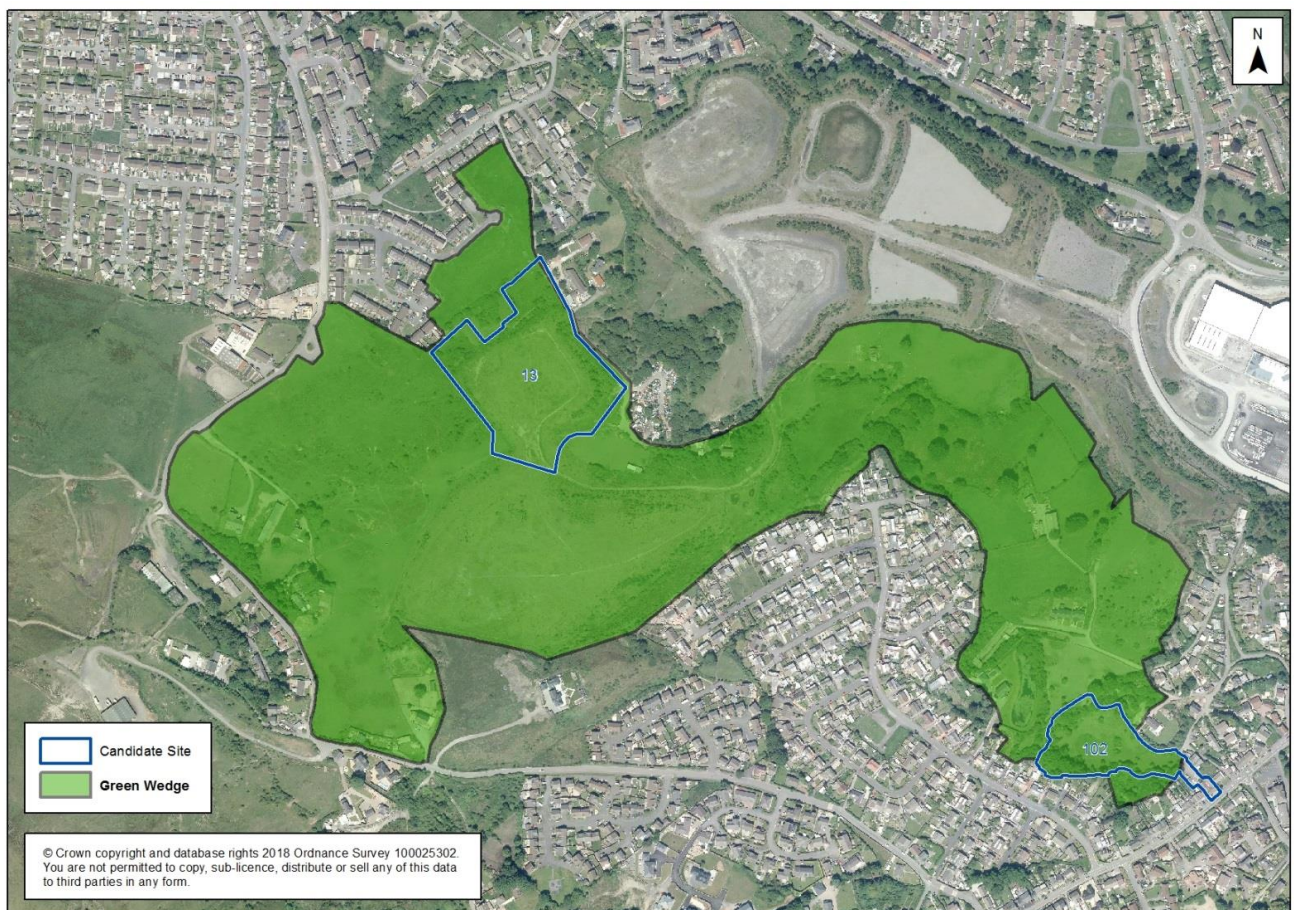 N
13
102
Candidate Site
Green Wedge
© Crown copyright and database rights 2018 Ordnance Survey 100025302.
You are not permitted to copy, sub-licence, distribute or sell any of this data
to third parties in any form.